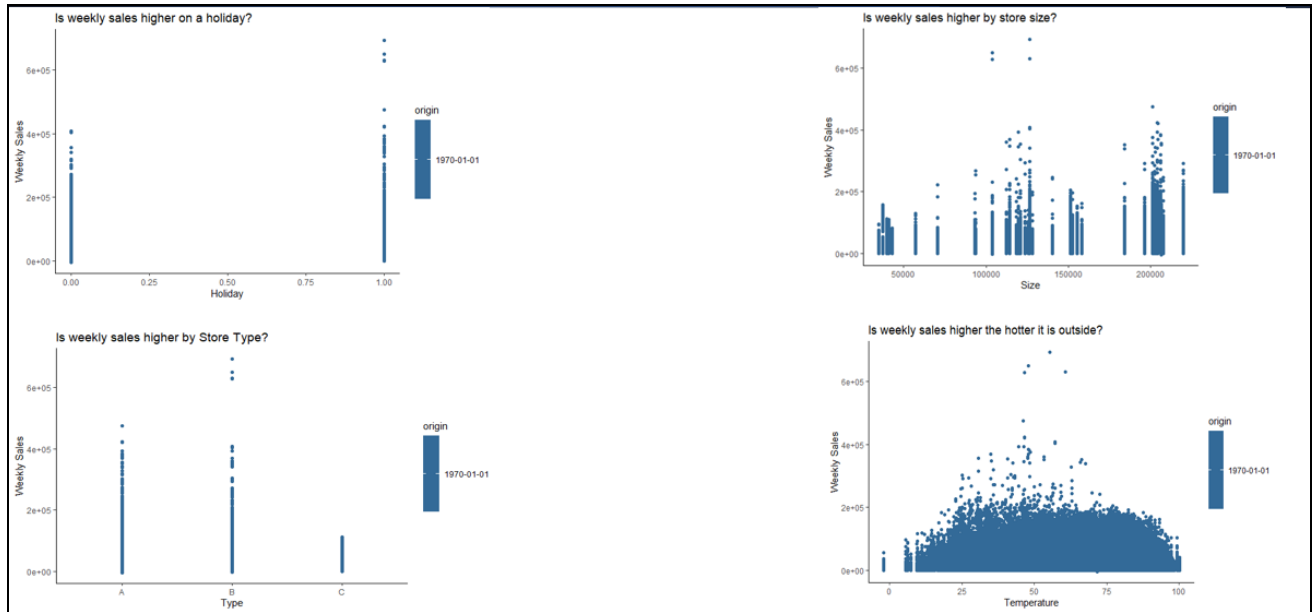 Is weekly sales higher on a holiday?
6e+05
4e+05
2e+05
0e+00
Weekly Sales
0.00 0.25 0.50 0.75 1.00
Holiday
origin
1970-01-01
Is weekly sales higher by store size?
6e+05
4e+05
2e+05
0e+00
Weekly Sales
50000 100000 150000 200000
Size
origin
1970-01-01
Is weekly sales higher by Store Type?
6e+05
4e+05
2e+05
0e+00
Weekly Sales
A B C
Type
origin
1970-01-01
Is weekly sales higher the hotter it is outside?
6e+05
4e+05
2e+05
0e+00
Weekly Sales
0 25 50 75 100
Temperature
origin
1970-01-01